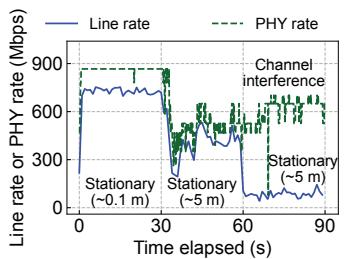 Line rate
PHY rate
Line rate or PHY rate (Mbps)
900
600
300
0
Channel
interference
Stationary
(~0.1 m)
Stationary
(~5 m)
Stationary
(~5 m)
0
30
60
90
Time elapsed (s)